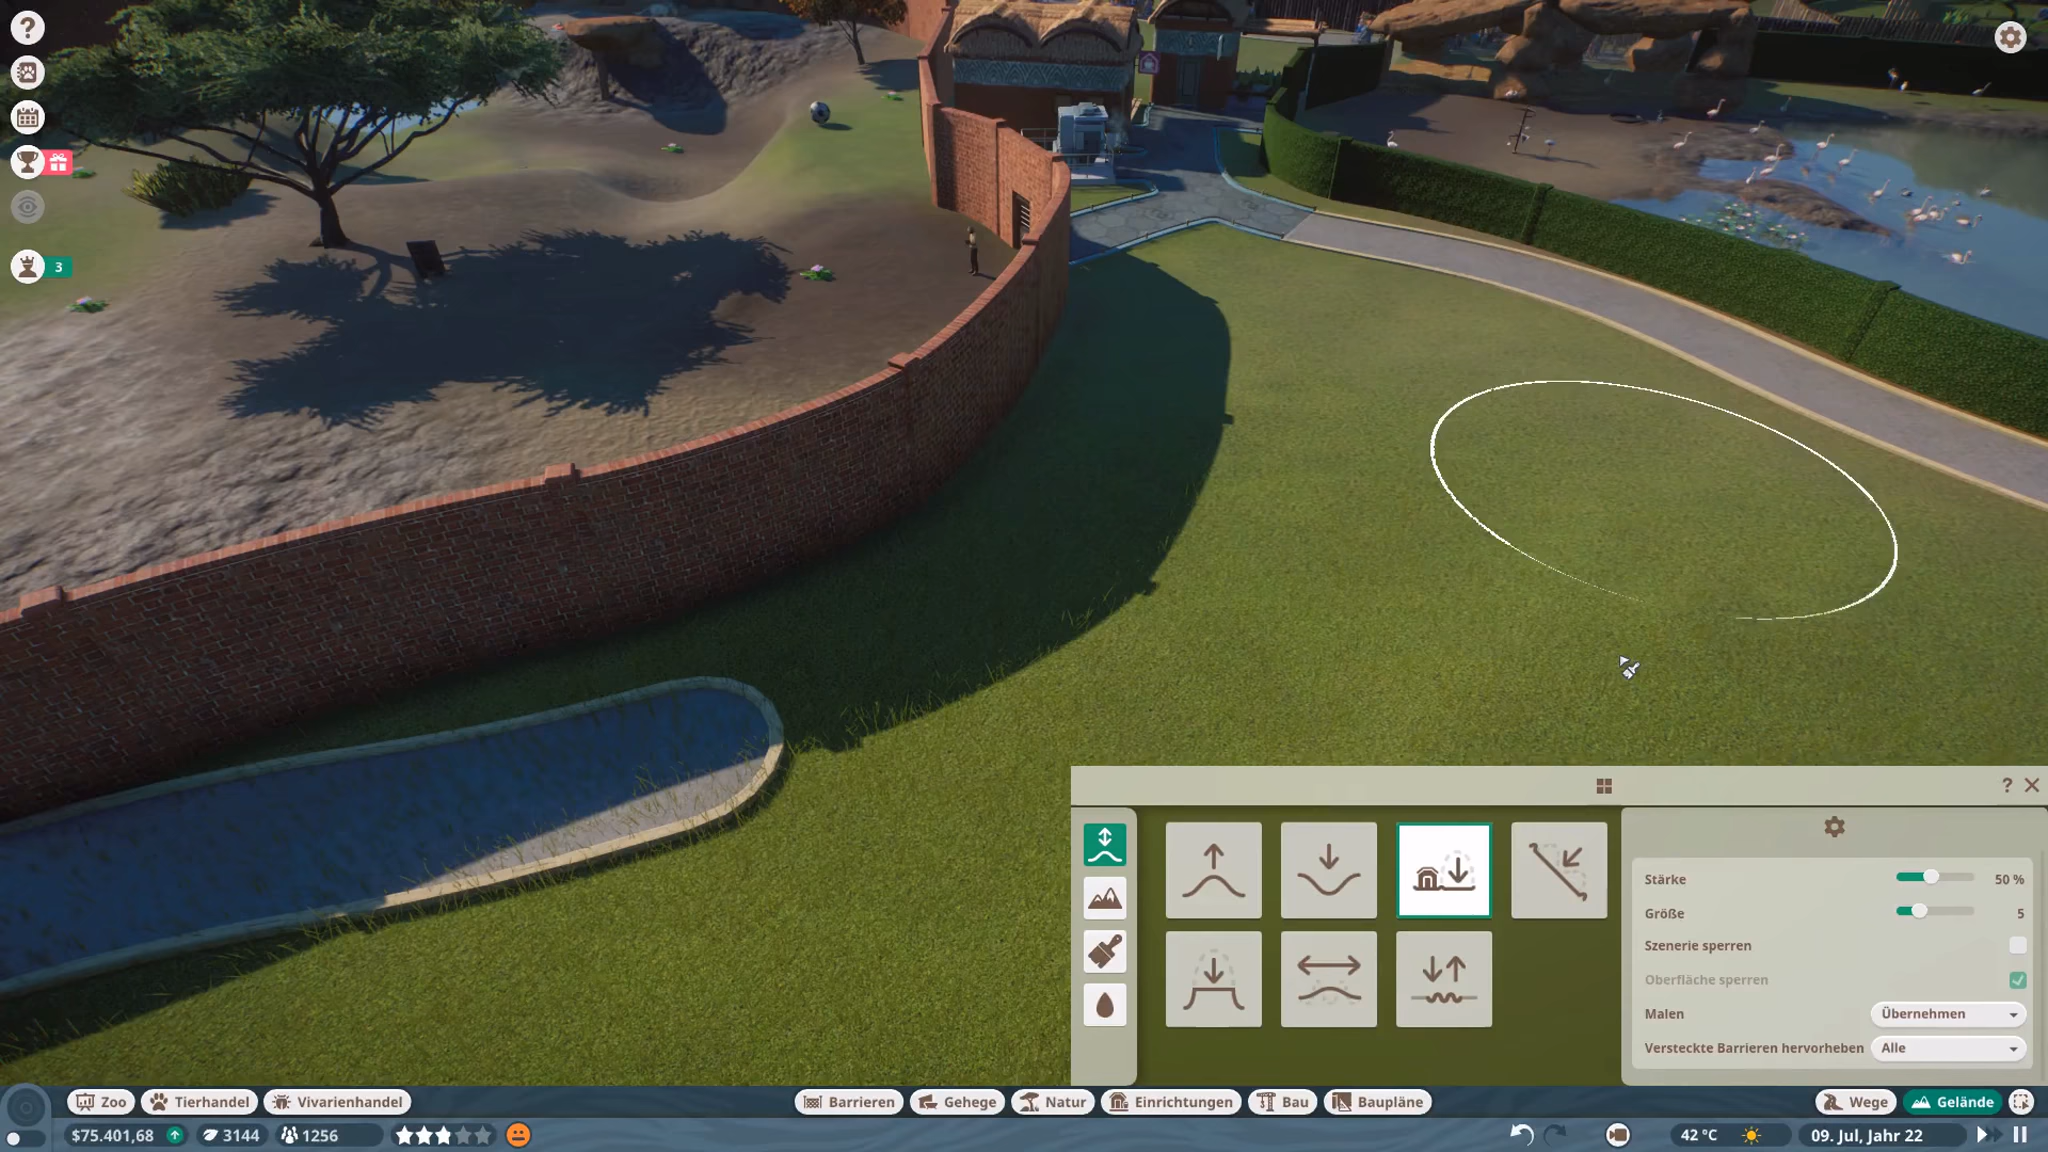 ?
3
? ×
Stärke 50 %
Größe 5
Szenerie sperren
Oberfläche sperren
Malen Übernehmen
Versteckte Barrieren hervorheben Alle
Zoo Tierhandel Vivarienhandel Barrieren Gehege Natur Einrichtungen Bau Baupläne Wege Gelände
$75.401,68 3144 1256 42 °C 09. Jul, Jahr 22